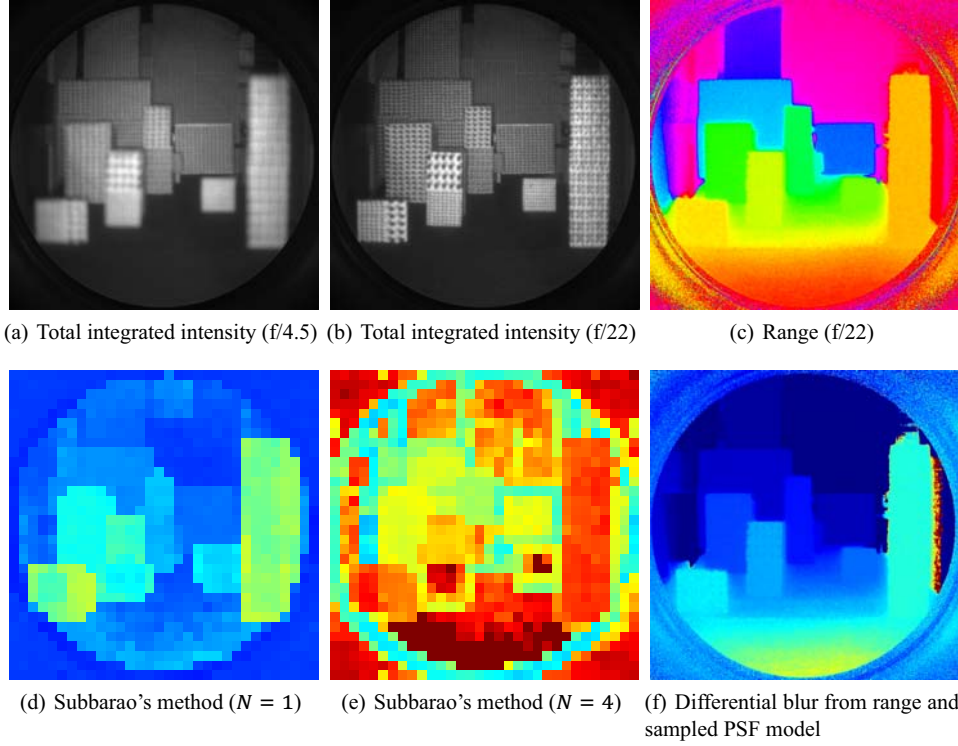 (a) Total integrated intensity (f/4.5)
(b) Total integrated intensity (f/22)
(c) Range (f/22)
(d) Subbarao's method (N = 1)
(e) Subbarao's method (N = 4)
(f) Differential blur from range and
sampled PSF model